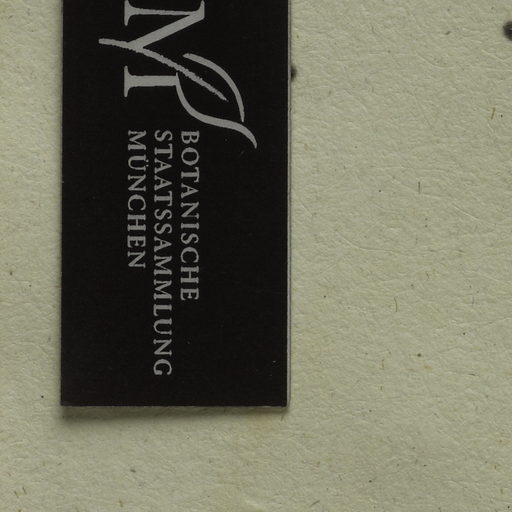 M
BOTANISCHE
STAATSSAMMLUNG
MÜNCHEN